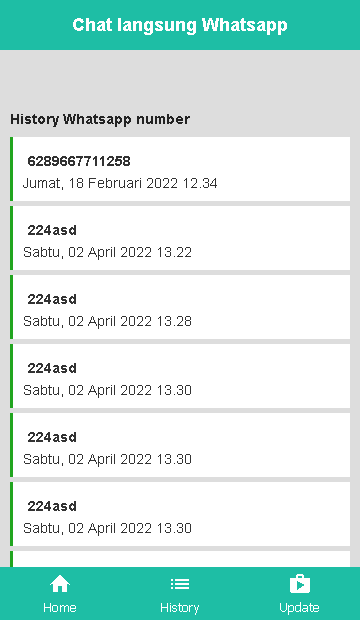 Chat langsung Whatsapp
History Whatsapp number
6289667711258
Jumat, 18 Februari 2022 12.34
224asd
Sabtu, 02 April 2022 13.22
224asd
Sabtu, 02 April 2022 13.28
224asd
Sabtu, 02 April 2022 13.30
224asd
Sabtu, 02 April 2022 13.30
224asd
Sabtu, 02 April 2022 13.30
Home
History
Update